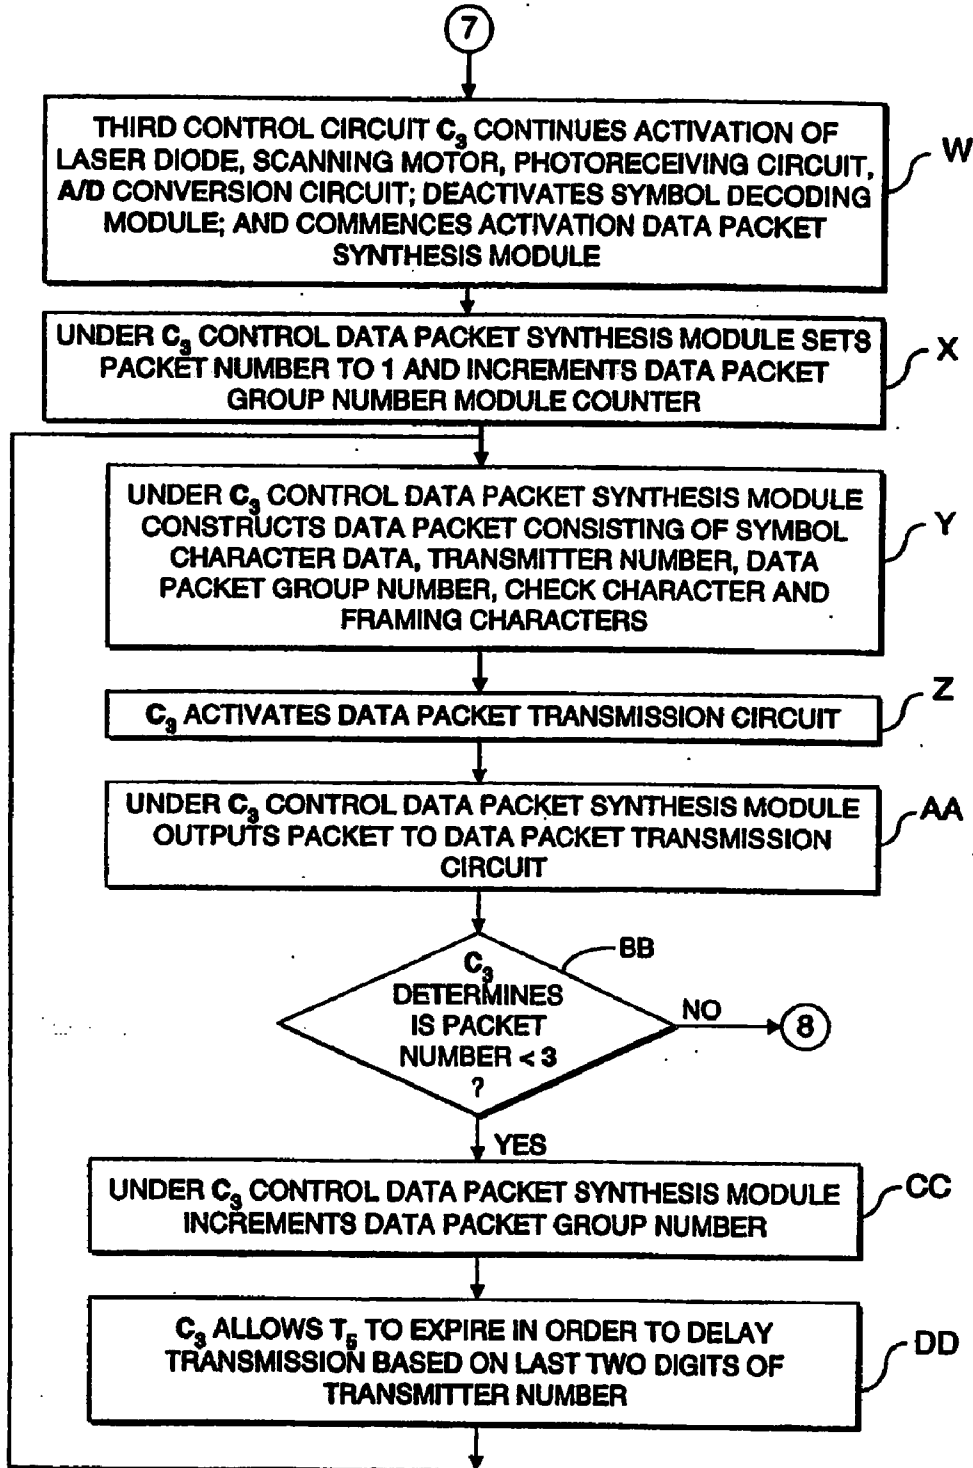 7
THIRD CONTROL CIRCUIT C3 CONTINUES ACTIVATION OF
LASER DIODE, SCANNING MOTOR, PHOTORECEIVING CIRCUIT,
A/D CONVERSION CIRCUIT; DEACTIVATES SYMBOL DECODING
MODULE; AND COMMENCES ACTIVATION DATA PACKET
SYNTHESIS MODULE
W
UNDER C3 CONTROL DATA PACKET SYNTHESIS MODULE SETS
PACKET NUMBER TO 1 AND INCREMENTS DATA PACKET
GROUP NUMBER MODULE COUNTER
X
UNDER C3 CONTROL DATA PACKET SYNTHESIS MODULE
CONSTRUCTS DATA PACKET CONSISTING OF SYMBOL
CHARACTER DATA, TRANSMITTER NUMBER, DATA
PACKET GROUP NUMBER, CHECK CHARACTER AND
FRAMING CHARACTERS
Y
C3 ACTIVATES DATA PACKET TRANSMISSION CIRCUIT
Z
UNDER C3 CONTROL DATA PACKET SYNTHESIS MODULE
OUTPUTS PACKET TO DATA PACKET TRANSMISSION
CIRCUIT
AA
C3
DETERMINES
IS PACKET
NUMBER < 3
?
BB
NO
8
YES
UNDER C3 CONTROL DATA PACKET SYNTHESIS MODULE
INCREMENTS DATA PACKET GROUP NUMBER
CC
C3 ALLOWS T5 TO EXPIRE IN ORDER TO DELAY
TRANSMISSION BASED ON LAST TWO DIGITS OF
TRANSMITTER NUMBER
DD